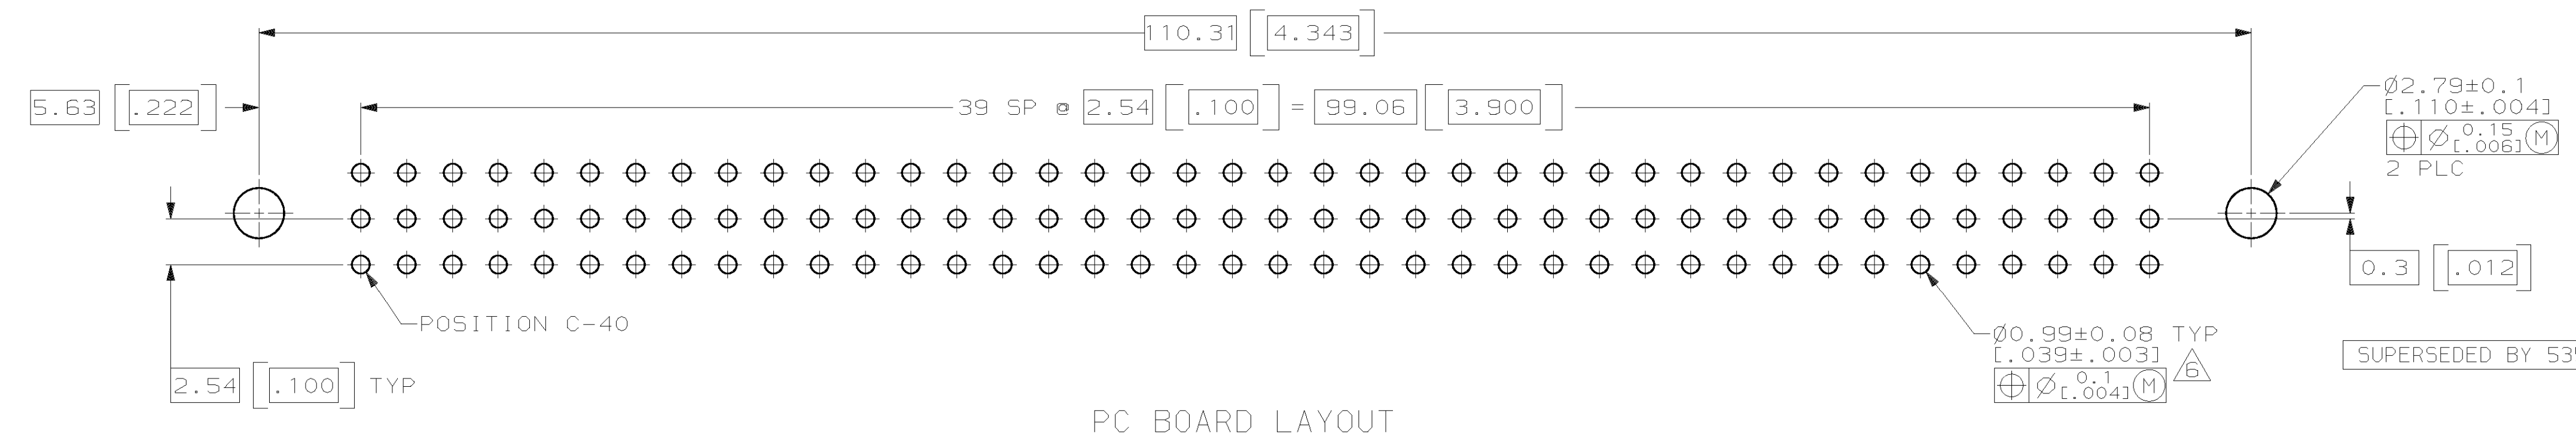 110.31 [4.343]
5.63 [.222]
39 SP @ 2.54 [.100] = 99.06 [3.900]
Ø2.79±0.1
[.110±.004]
⌖ Ø 0.15 [.006] Ⓜ
2 PLC
0.3 [.012]
POSITION C-40
Ø0.99±0.08 TYP
[.039±.003]
6
⌖ Ø 0.1 [.004] Ⓜ
SUPERSEDED BY
2.54 [.100] TYP
PC BOARD LAYOUT